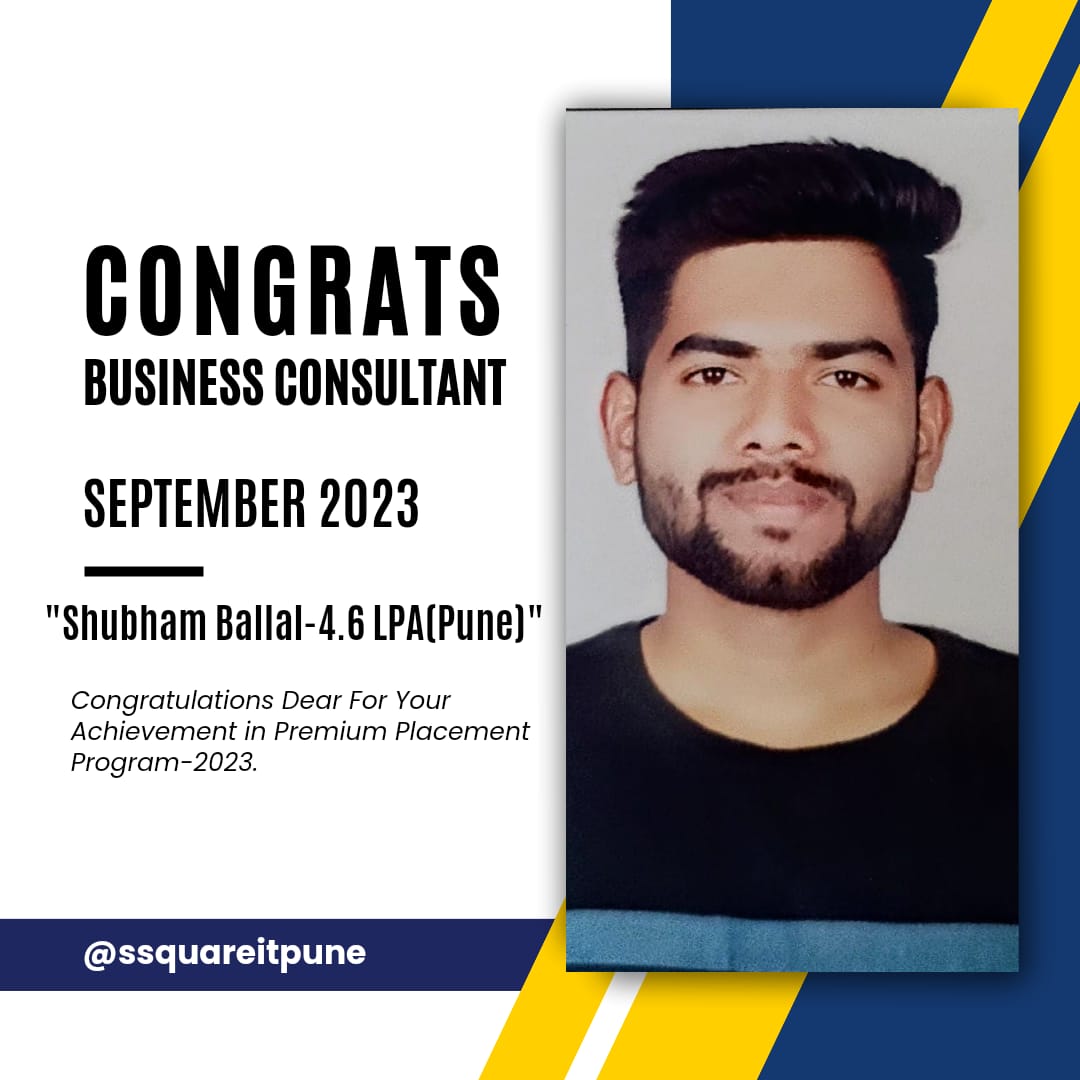 CONGRATS
BUSINESS CONSULTANT
SEPTEMBER 2023
"Shubham Ballal-4.6 LPA(Pune)"
Congratulations Dear For Your
Achievement in Premium Placement
Program-2023.
@ssquareitpune